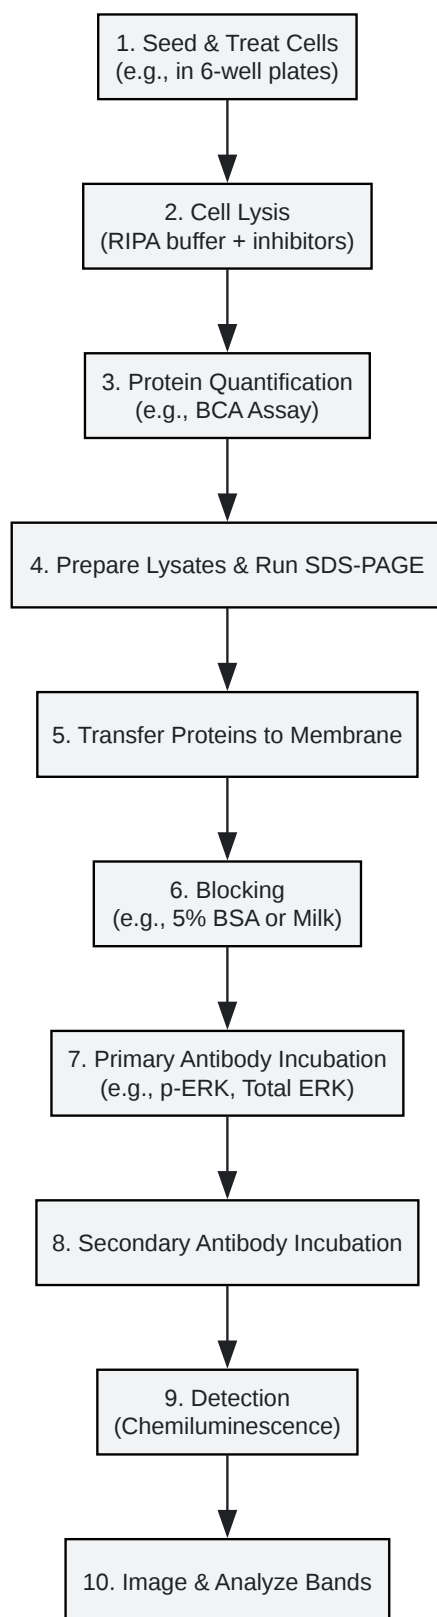 1. Seed & Treat Cells
(e.g., in 6-well plates)
2. Cell Lysis
(RIPA buffer + inhibitors)
3. Protein Quantification
(e.g., BCA Assay)
4. Prepare Lysates & Run SDS-PAGE
5. Transfer Proteins to Membrane
6. Blocking
(e.g., 5% BSA or Milk)
7. Primary Antibody Incubation
(e.g., p-ERK, Total ERK)
8. Secondary Antibody Incubation
9. Detection
(Chemiluminescence)
10. Image & Analyze Bands